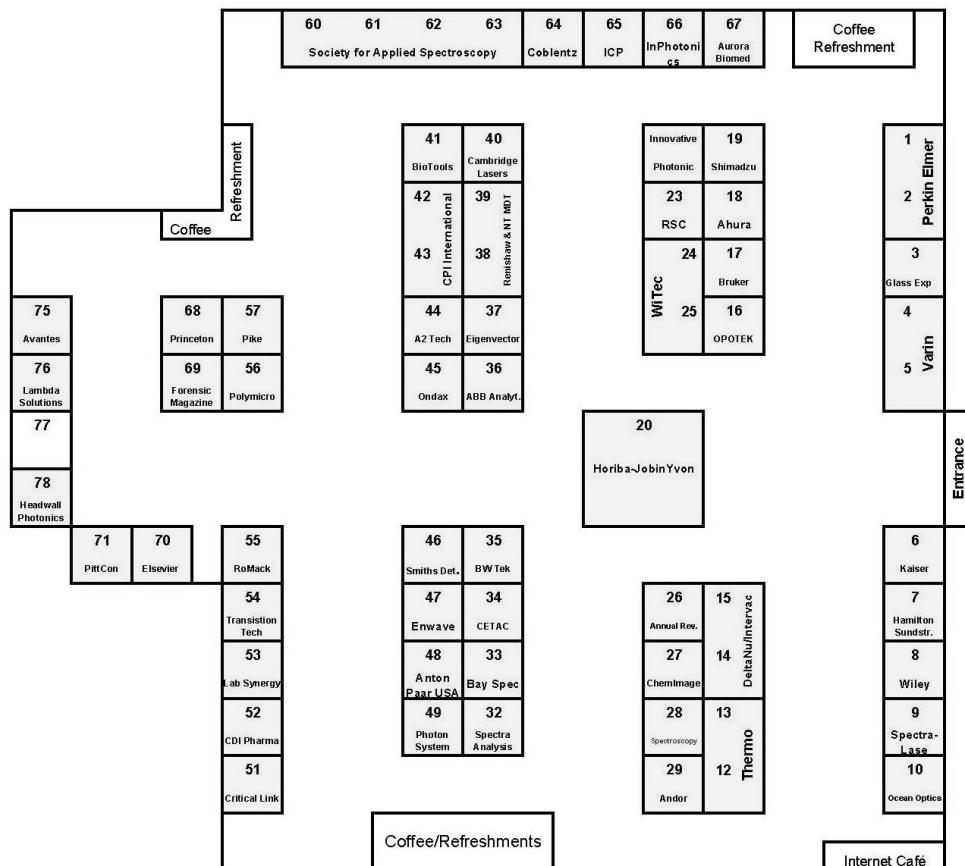 60 61 62 63 64 65 66 67
Society for Applied Spectroscopy Coblentz ICP InPhotoni
cs Aurora
Biomed
Coffee
Refreshment
Refreshment
Coffee
41 40
BioTools Cambridge
Lasers
42 39
43 38
CPI International
Renishaw & NT MDT
44 37
A2 Tech Eigenvector
45 36
Ondax ABB Analyt.
Innovative 19
Photonic Shimadzu
23 18
RSC Ahura
24 17
WiTec Bruker
25 16
OPOTEK
1
2
Perkin Elmer
3
Glass Exp
4
5
Varin
75
Avantes
76
Lambda
Solutions
77
78
Headwall
Photonics
68 57
Princeton Pike
69 56
Forensic
Magazine Polymicro
20
Horiba-JobinYvon
Entrance
71 70
PittCon Elsevier
55
RoMack
54
Transistion
Tech
53
Lab Synergy
52
CDI Pharma
51
Critical Link
46 35
Smiths Det. BWTek
47 34
Enwave CETAC
48 33
Anton
Paar USA Bay Spec
49 32
Photon
System Spectra
Analysis
26 15
Annual Rev.
27 14
ChemImage
DeltaNu/Intervac
28 13
Spectroscopy
29 12
Andor
Thermo
6
Kaiser
7
Hamilton
Sundstr.
8
Wiley
9
Spectra-
Lase
10
Ocean Optics
Coffee/Refreshments
Internet Café